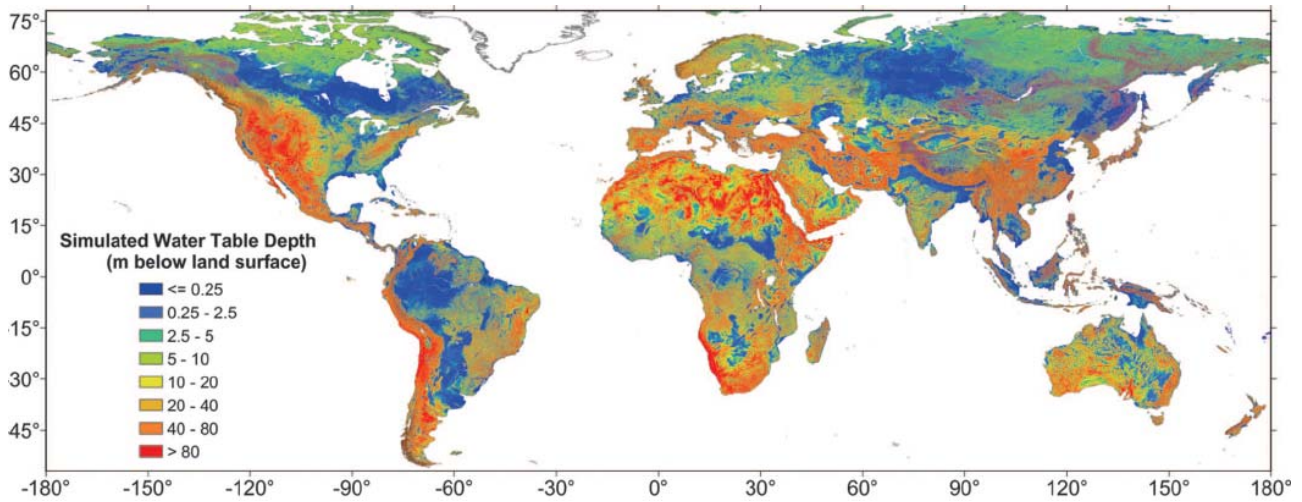 75°
60°
45°
30°
15°
0°
15°
30°
45°
Simulated Water Table Depth
(m below land surface)
<= 0.25
0.25 - 2.5
2.5 - 5
5 - 10
10 - 20
20 - 40
40 - 80
> 80
-180° -150° -120° -90° -60° -30° 0° 30° 60° 90° 120° 150° 180°